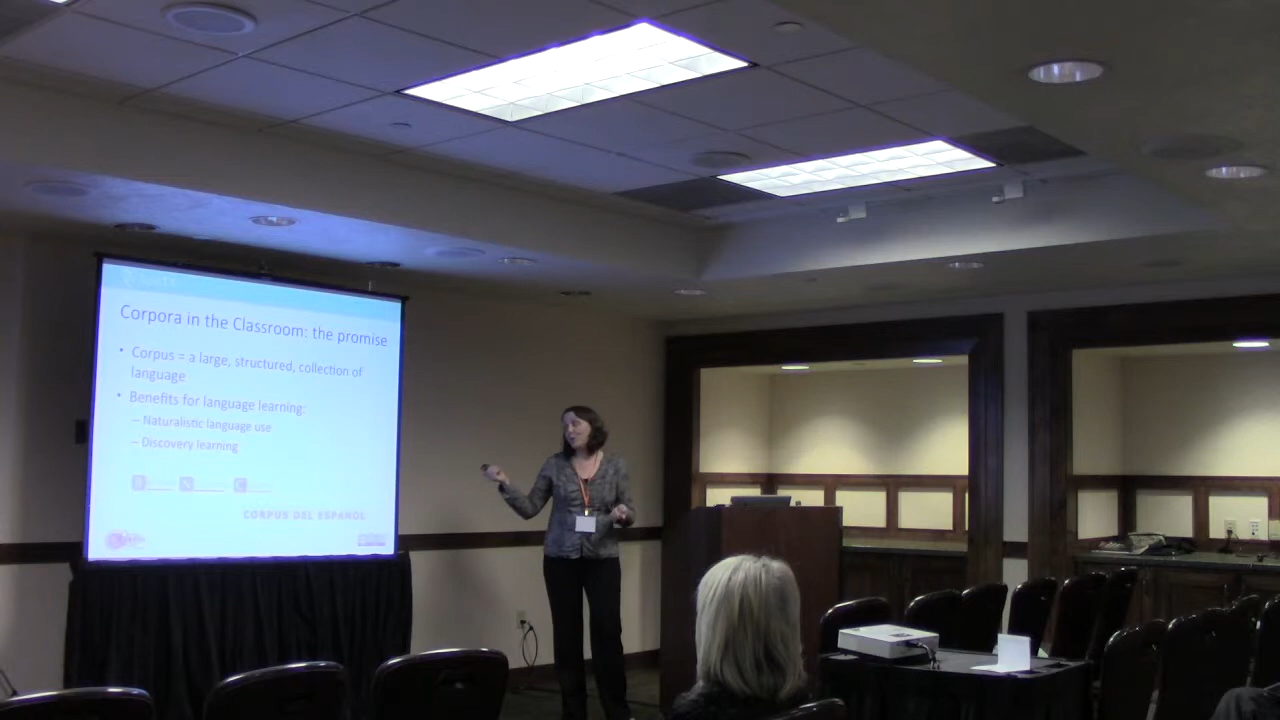 Corpora in the Classroom: the promise
• Corpus = a large, structured, collection of
language
• Benefits for language learning:
– Naturalistic language use
– Discovery learning
B N C
CORPUS DEL ESPAÑOL